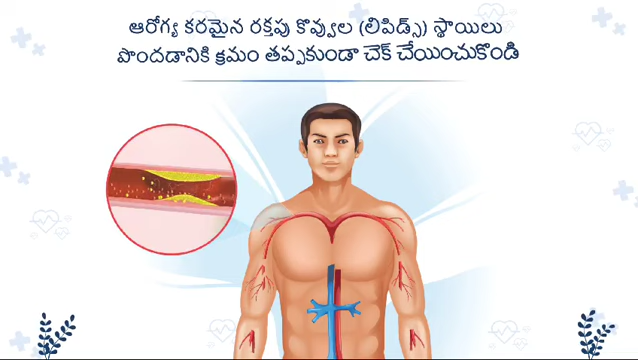 ఆరోగ్య కరమైన రక్తపు కొవ్వుల (లిపిడ్స్) స్థాయిలు
పొందడానికి క్రమం తప్పకుండా చెక్ చేయించుకొండి